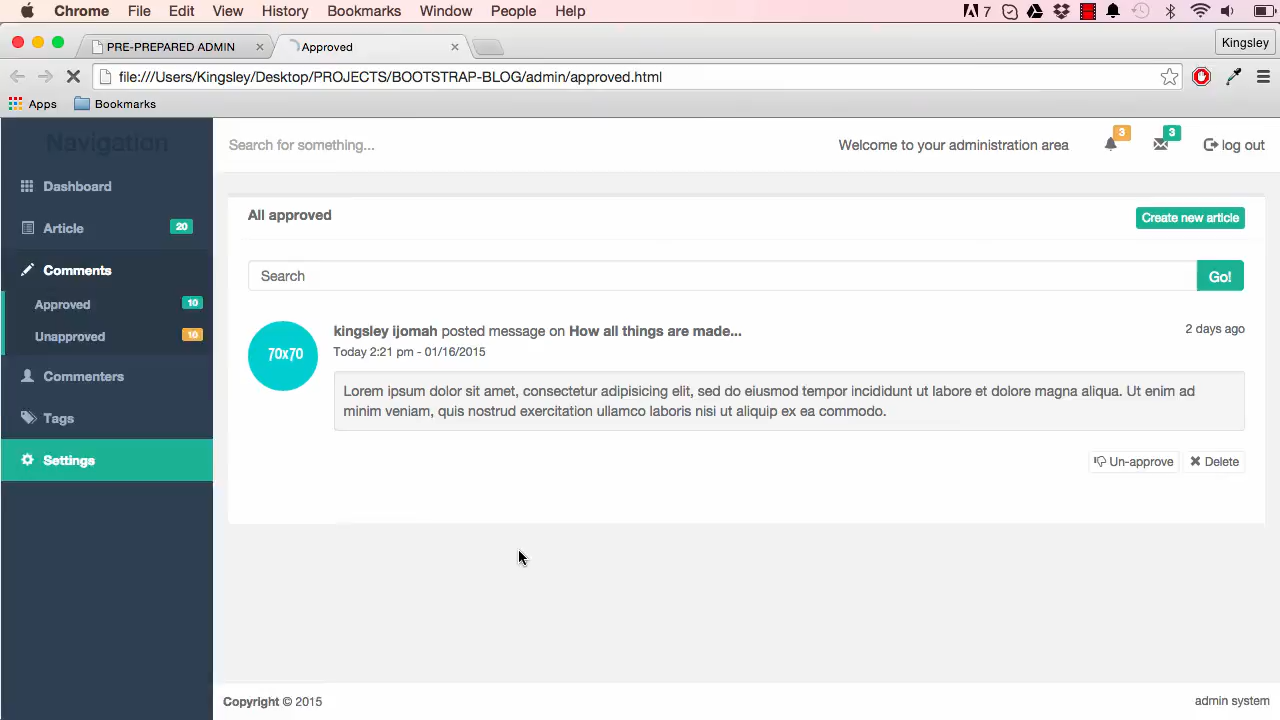 Chrome File Edit View History Bookmarks Window People Help 7
PRE-PREPARED ADMIN Approved Kingsley
file:///Users/Kingsley/Desktop/PROJECTS/BOOTSTRAP-BLOG/admin/approved.html
Apps Bookmarks
Navigation
Dashboard
Article 20
Comments
Approved 10
Unapproved 10
Commenters
Tags
Settings
Search for something... Welcome to your administration area 3 3 log out
All approved Create new article
Search Go!
70x70
kingsley ijomah posted message on How all things are made... 2 days ago
Today 2:21 pm - 01/16/2015
Lorem ipsum dolor sit amet, consectetur adipisicing elit, sed do eiusmod tempor incididunt ut labore et dolore magna aliqua. Ut enim ad
minim veniam, quis nostrud exercitation ullamco laboris nisi ut aliquip ex ea commodo.
Un-approve Delete
Copyright © 2015 admin system